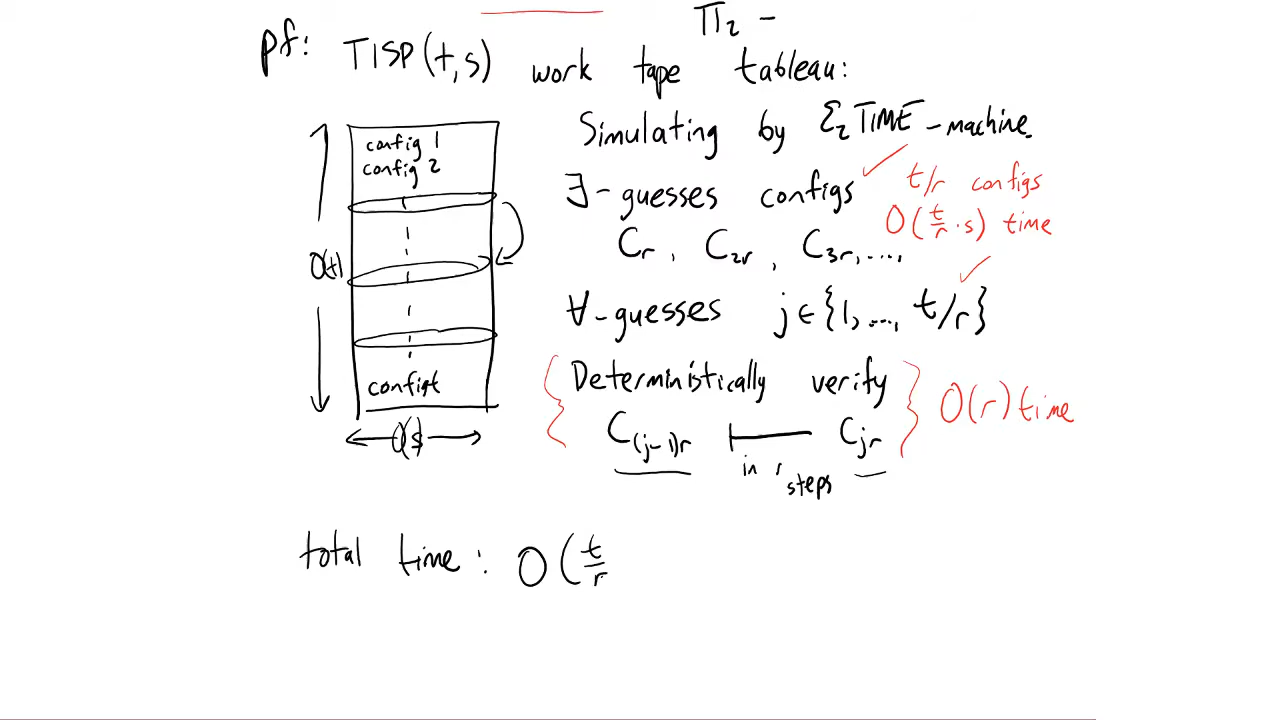 Π₂ –
pf: TISP(t,s) work tape tableau:
Simulating by Σ₂TIME – machine.
config 1
config 2
∃ – guesses configs
t/r configs
O(t/r · s) time
C_r, C_2r, C_3r, ....,
O(t)
∀ – guesses j ∈ {1, ..., t/r}
config t
Deterministically verify
O(r) time
C_(j-1)r ⊢ C_jr
in r steps
O(s)
total time: O(t/r